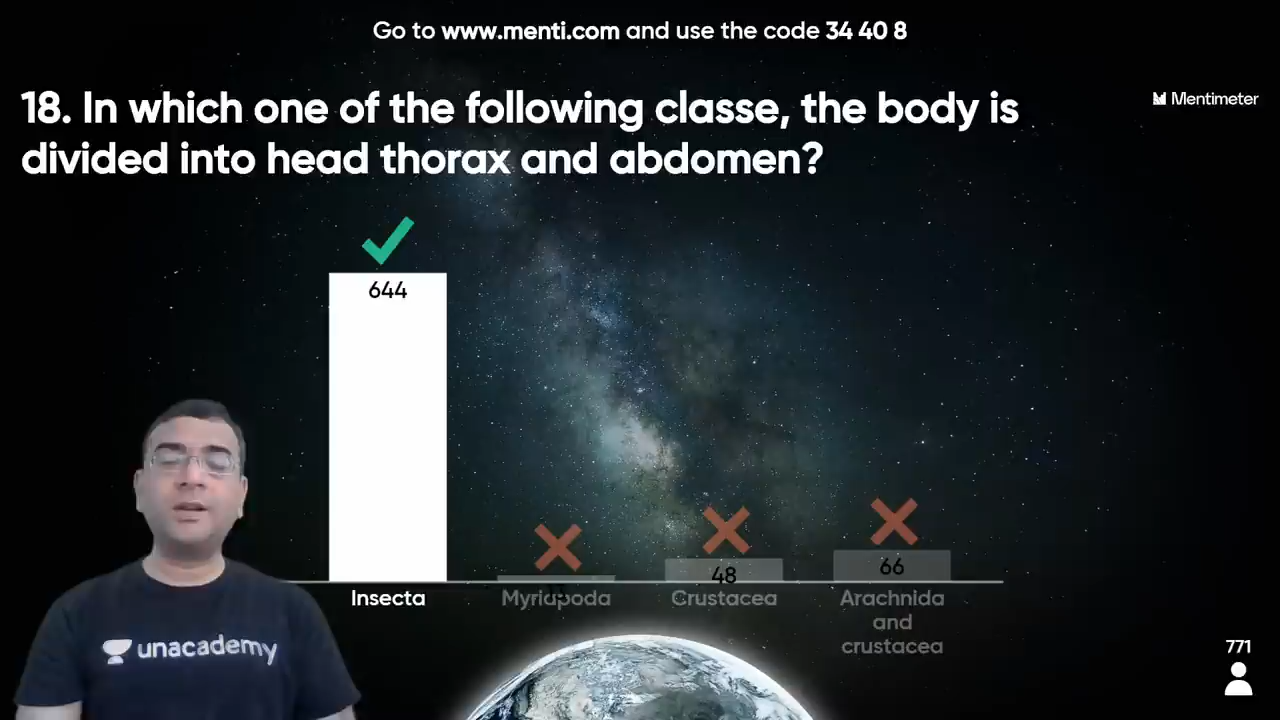 Go to www.menti.com and use the code 34 40 8
Mentimeter
18. In which one of the following classe, the body is
divided into head thorax and abdomen?
644
48
66
Insecta
Myriapoda
Crustacea
Arachnida
and
crustacea
unacademy
771